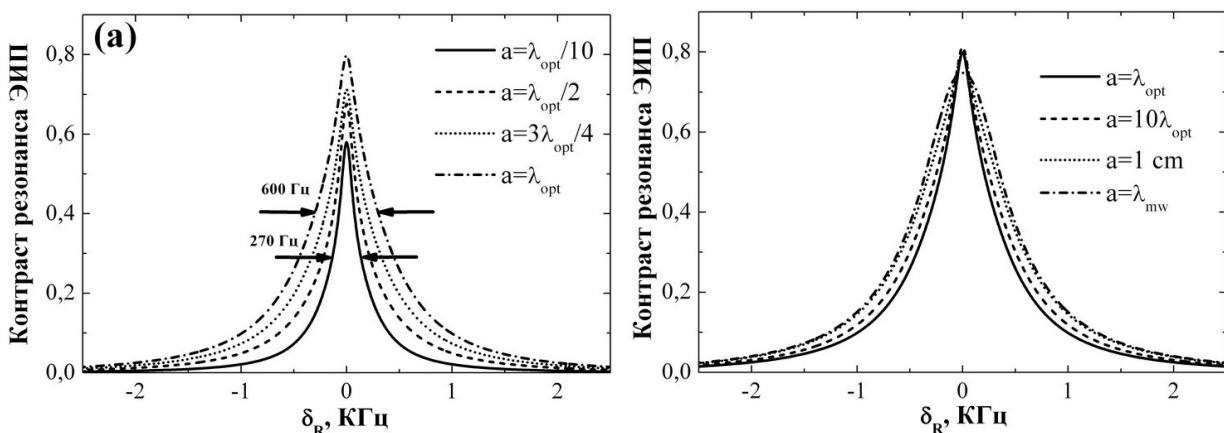 (a)
Контраст резонанса ЭИП
0,8
0,6
0,4
0,2
0,0
a=λopt/10
a=λopt/2
a=3λopt/4
a=λopt
600 Гц
270 Гц
-2 -1 0 1 2
δR, КГц
Контраст резонанса ЭИП
0,8
0,6
0,4
0,2
0,0
a=λopt
a=10λopt
a=1 cm
a=λmw
-2 -1 0 1 2
δR, КГц